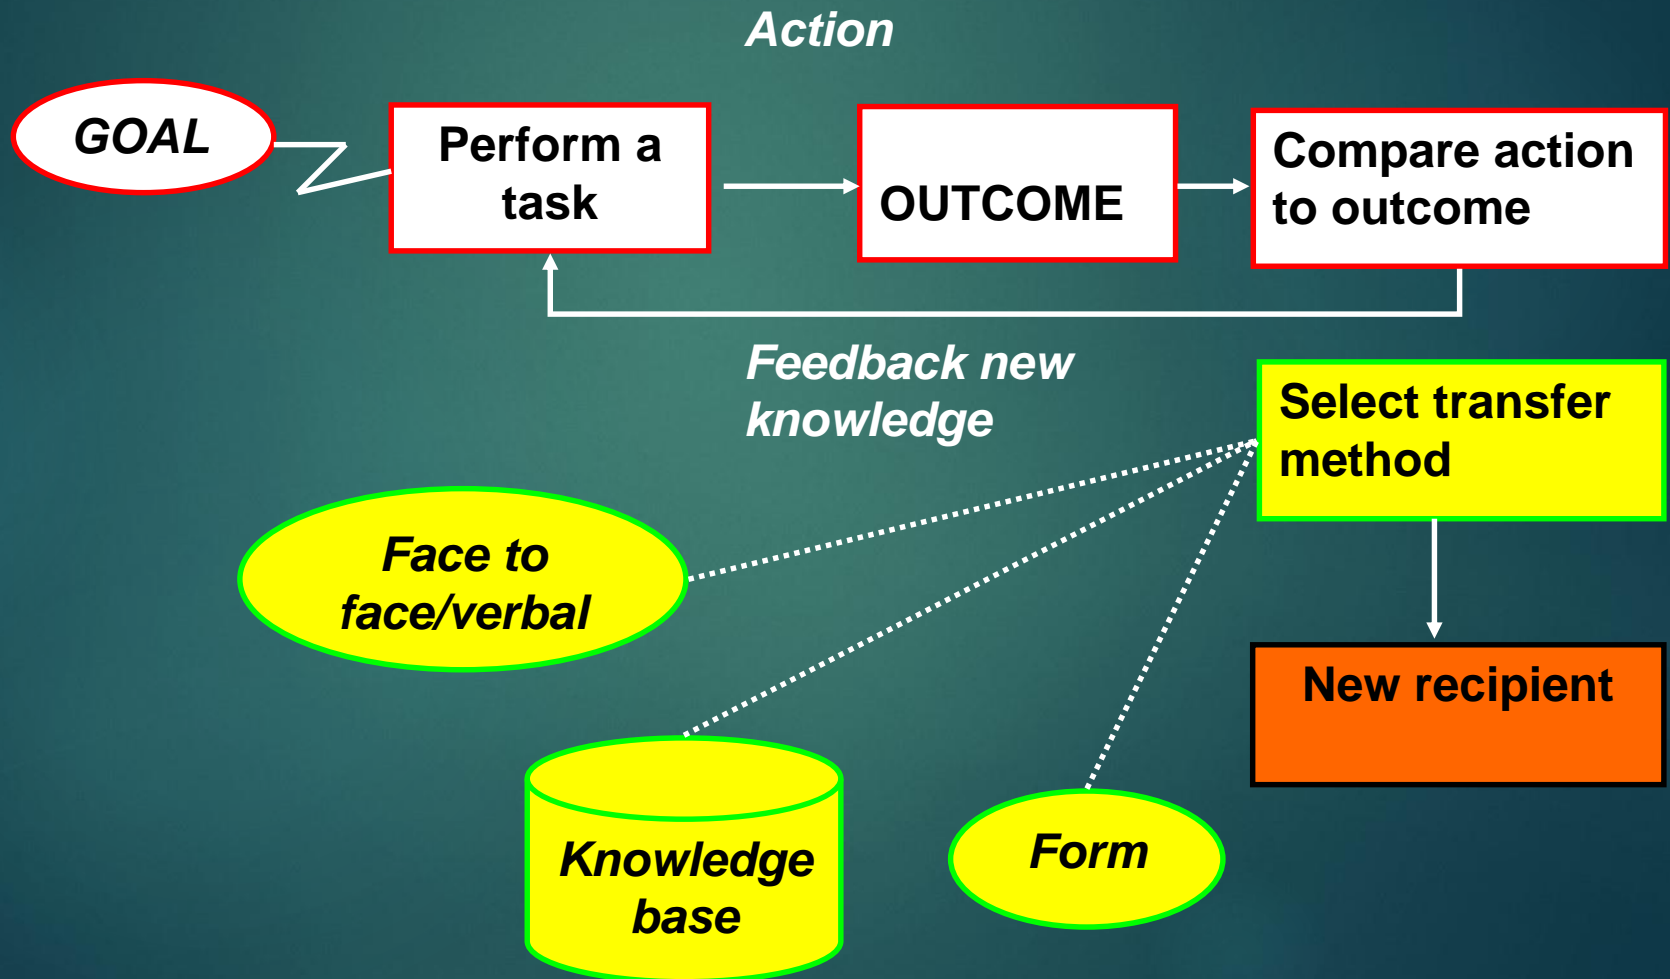 Action
GOAL
Perform a
task
OUTCOME
Compare action
to outcome
Feedback new
knowledge
Select transfer
method
Face to
face/verbal
New recipient
Knowledge
base
Form